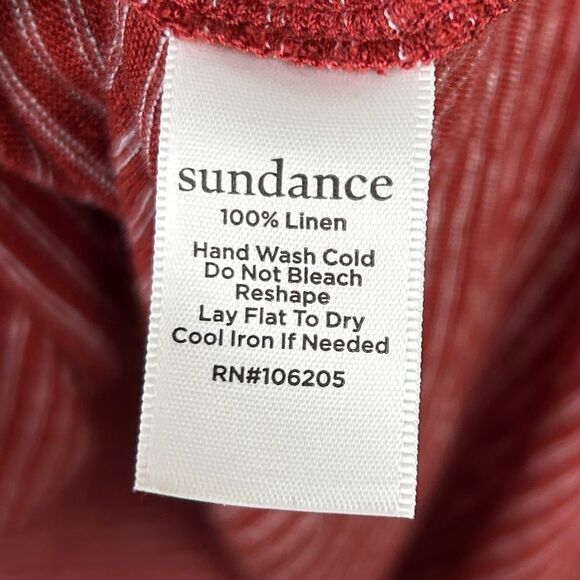 sundance
100% Linen
Hand Wash Cold
Do Not Bleach
Reshape
Lay Flat To Dry
Cool Iron If Needed
RN#106205